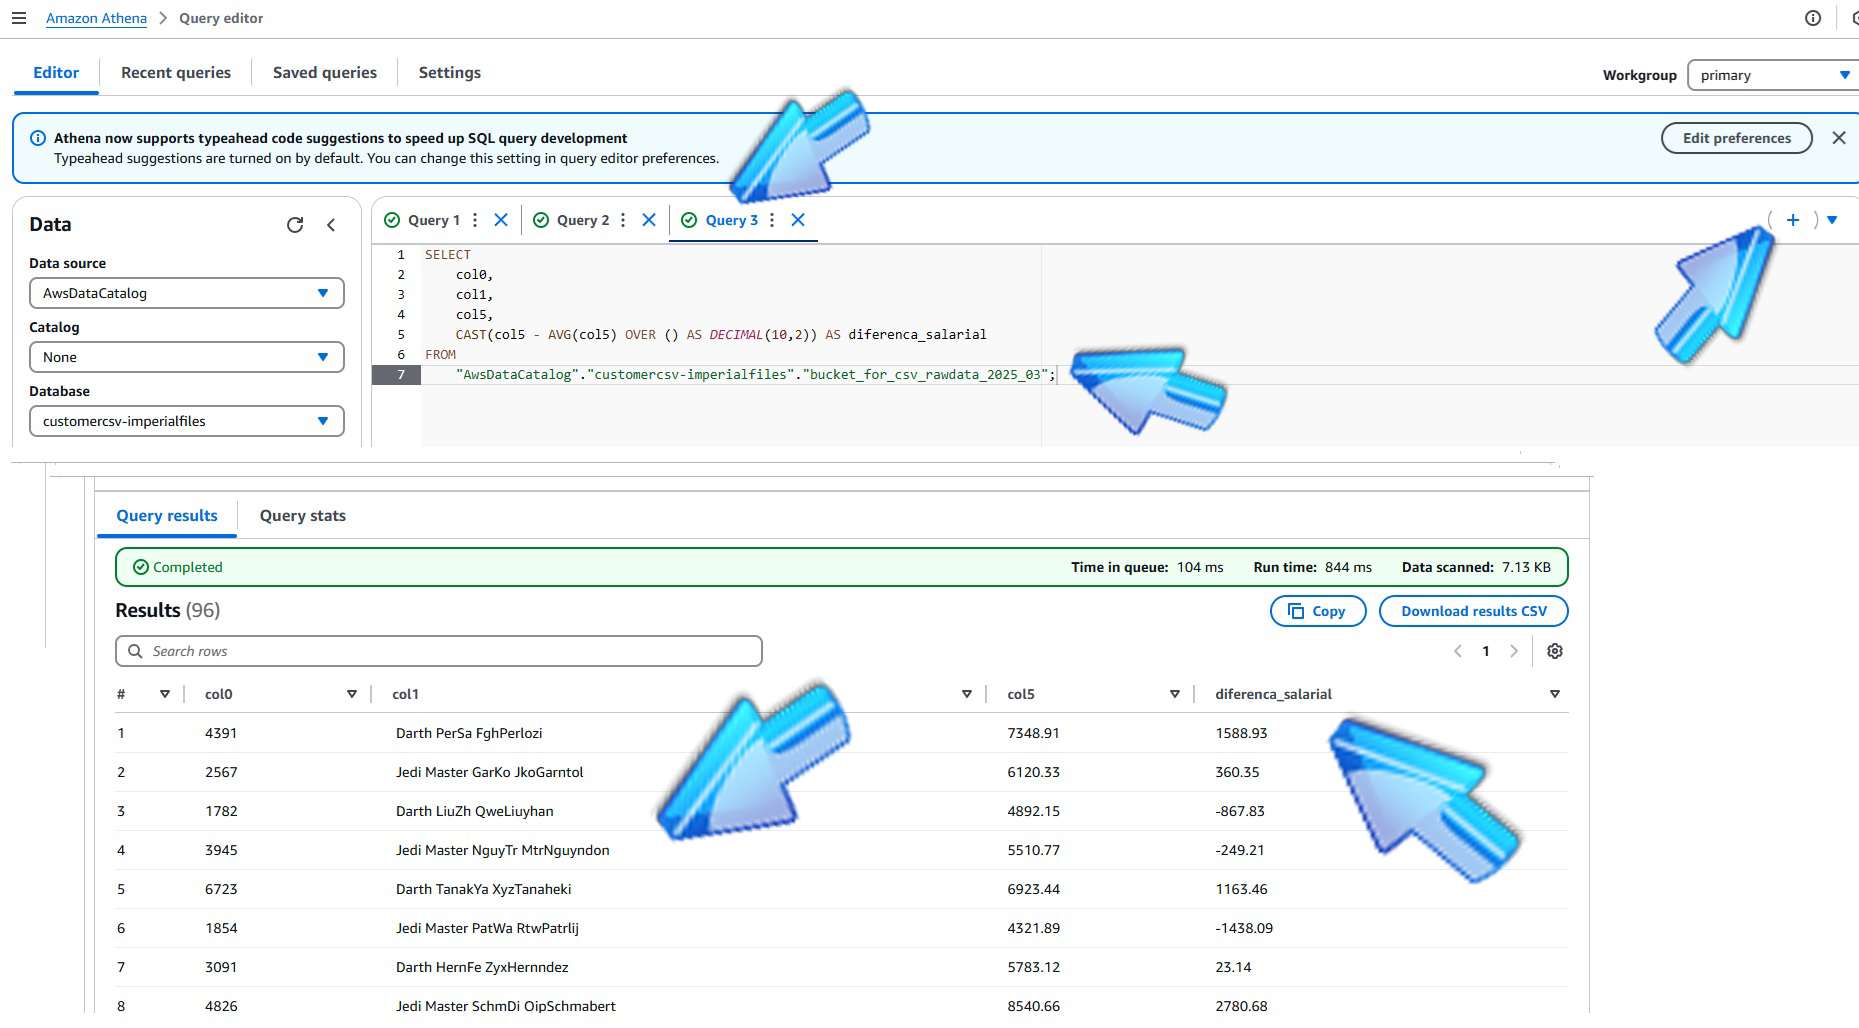 Amazon Athena > Query editor
Editor Recent queries Saved queries Settings
Workgroup primary
Athena now supports typeahead code suggestions to speed up SQL query development
Typeahead suggestions are turned on by default. You can change this setting in query editor preferences.
Edit preferences
Data
Data source
AwsDataCatalog
Catalog
None
Database
customercsv-imperialfiles
Query 1 Query 2 Query 3
1 SELECT
2 col0,
3 col1,
4 col5,
5 CAST(col5 - AVG(col5) OVER () AS DECIMAL(10,2)) AS diferenca_salarial
6 FROM
7 "AwsDataCatalog"."customercsv-imperialfiles"."bucket_for_csv_rawdata_2025_03";
Query results Query stats
Completed Time in queue: 104 ms Run time: 844 ms Data scanned: 7.13 KB
Results (96) Copy Download results CSV
Search rows 1
# col0 col1 col5 diferenca_salarial
1 4391 Darth PerSa FghPerlozi 7348.91 1588.93
2 2567 Jedi Master GarKo JkoGarntol 6120.33 360.35
3 1782 Darth LiuZh QweLiuyhan 4892.15 -867.83
4 3945 Jedi Master NguyTr MtrNguyndon 5510.77 -249.21
5 6723 Darth TanakYa XyzTanaheki 6923.44 1163.46
6 1854 Jedi Master PatWa RtwPatrlij 4321.89 -1438.09
7 3091 Darth HernFe ZyxHernndez 5783.12 23.14
8 4826 Jedi Master SchmDi OipSchmabert 8540.66 2780.68